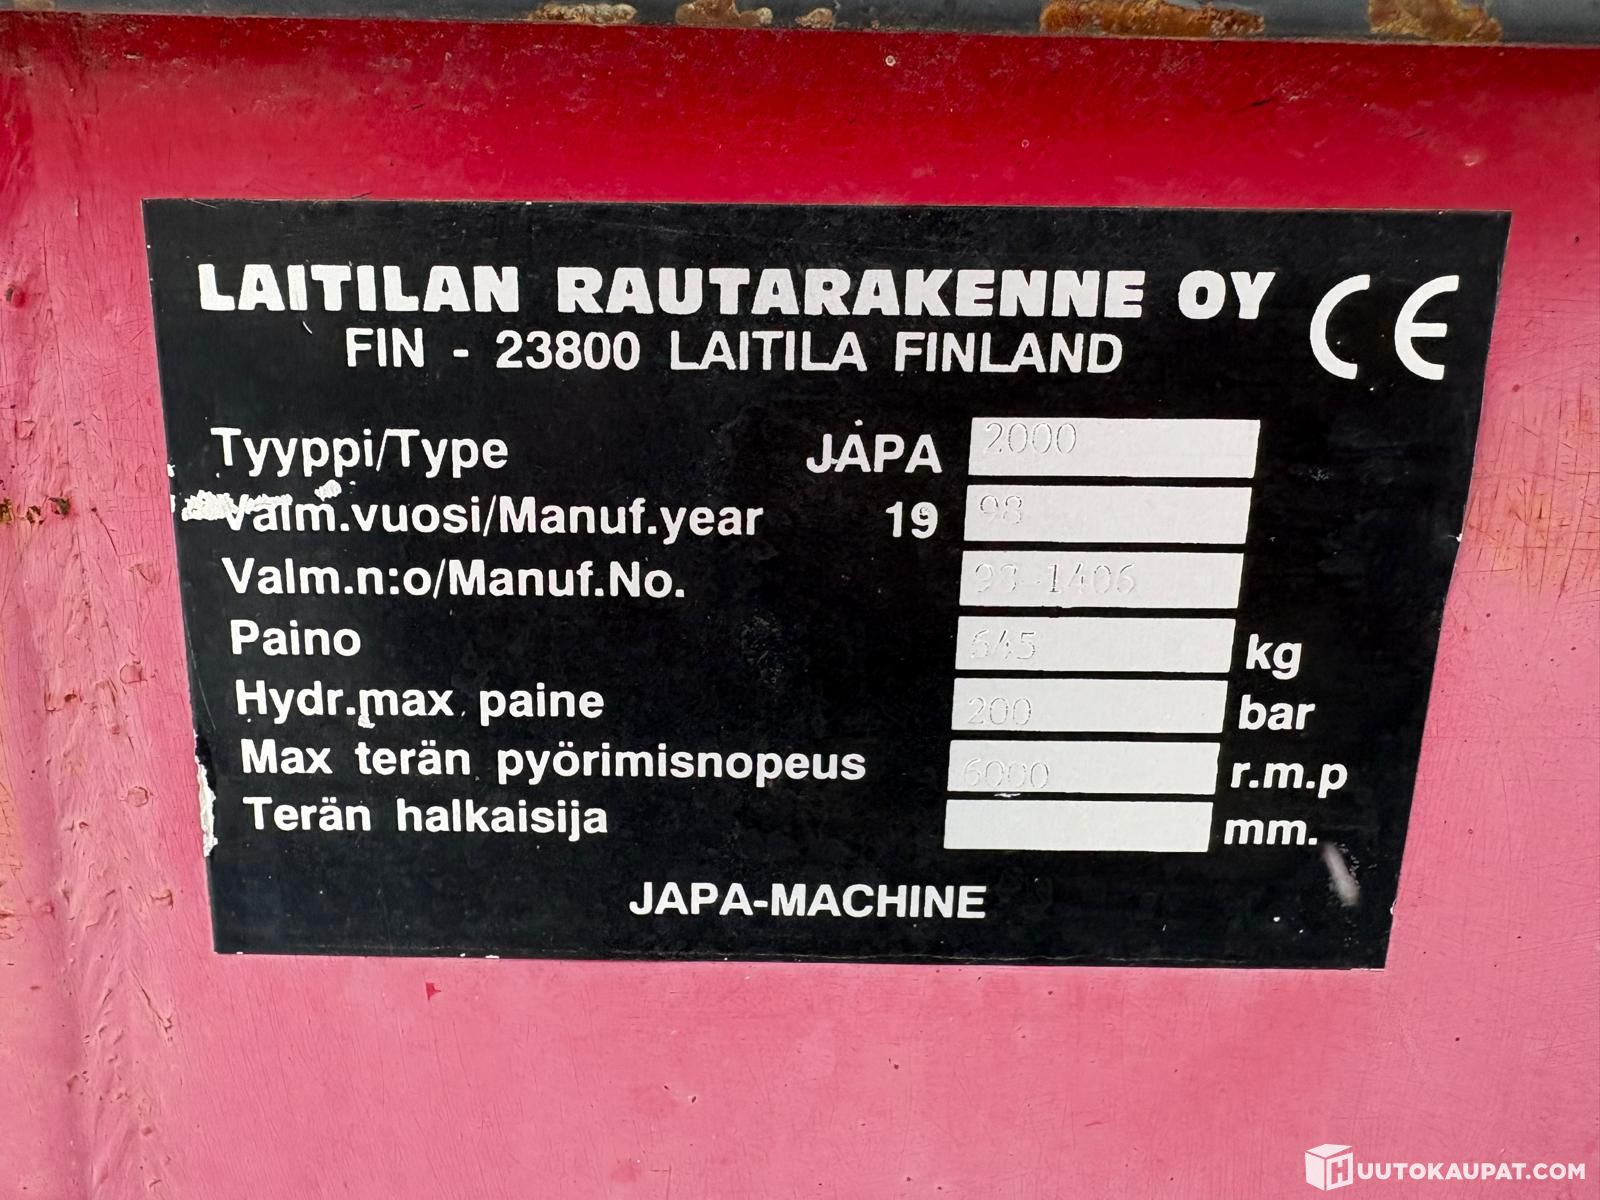 LAITILAN RAUTARAKENNE OY CE
FIN - 23800 LAITILA FINLAND
Tyyppi/Type JAPA 2000
Valm.vuosi/Manuf.year 19 98
Valm.n:o/Manuf.No. 98-1406
Paino 645 kg
Hydr.max. paine 200 bar
Max terän pyörimisnopeus 6000 r.m.p
Terän halkaisija mm.
JAPA-MACHINE
HUUTOKAUPAT.COM